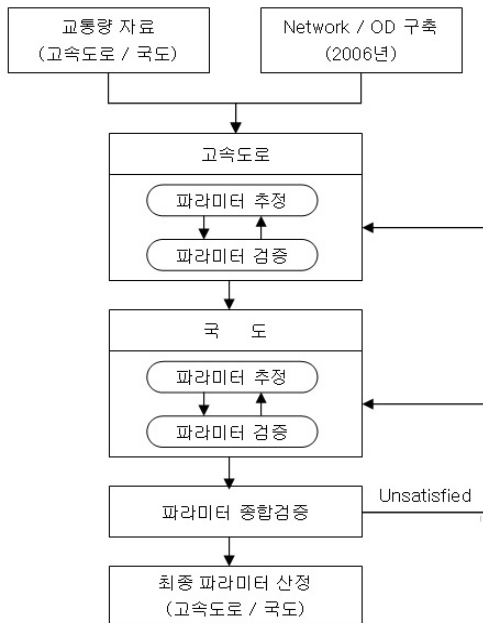 교통량 자료
(고속도로 / 국도)
Network / OD 구축
(2006년)
고속도로
파라미터 추정
파라미터 검증
국 도
파라미터 추정
파라미터 검증
파라미터 종합검증
Unsatisfied
최종 파라미터 산정
(고속도로 / 국도)